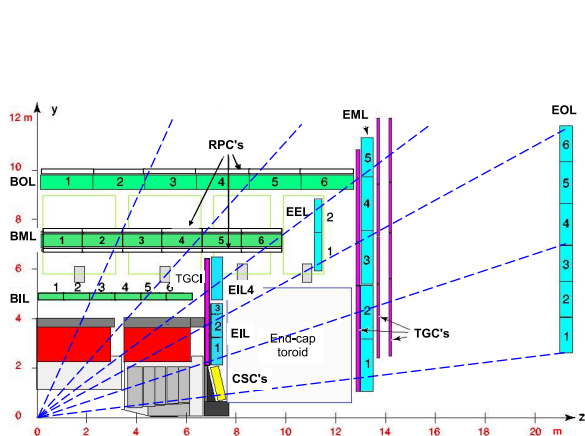 y
12 m
EML
EOL
RPC's
10
BOL
1 2 3 4 5 6
8
BML
1 2 3 4 5 6
EEL
2
1
6
TGCI
BIL
1 2 3 4 5 6
EIL4
4
3
2
1
EIL
End-cap
toroid
CSC's
2
0
5
4
3
2
1
TGC's
6
5
4
3
2
1
0 2 4 6 8 10 12 14 16 20 m
z